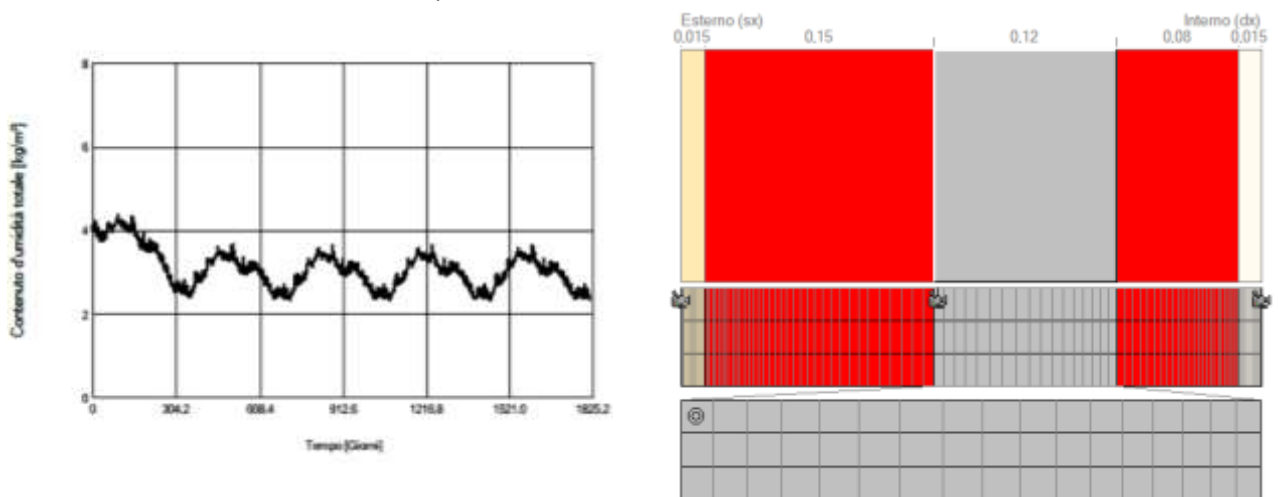 Contenuto d'umidità totale [kg/m²]
8
6
4
2
0
0 304,2 608,4 912,6 1216,8 1521,0 1825,2
Tempo [Giorni]
Esterno (sx) Interno (dx)
0,015 0,15 0,12 0,08 0,015